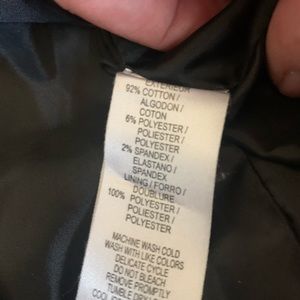 EXTERIEUR
92% COTTON /
ALGODON /
COTON
6% POLYESTER /
POLIESTER /
POLYESTER
2% SPANDEX /
ELASTANO /
SPANDEX
LINING / FORRO /
DOUBLURE
100% POLYESTER /
POLIESTER /
POLYESTER
MACHINE WASH COLD
WASH WITH LIKE COLORS
DELICATE CYCLE
DO NOT BLEACH
REMOVE PROMPTLY
TUMBLE DRY